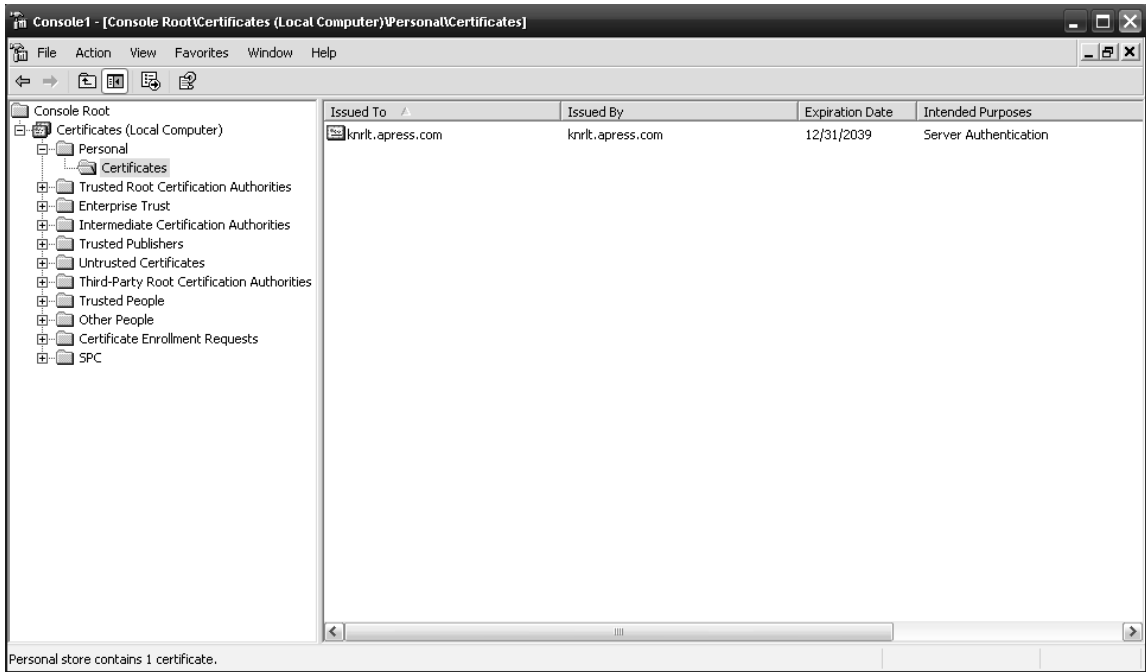 Console1 - [Console Root\Certificates (Local Computer)\Personal\Certificates]
File Action View Favorites Window Help
Console Root
Certificates (Local Computer)
Personal
Certificates
Trusted Root Certification Authorities
Enterprise Trust
Intermediate Certification Authorities
Trusted Publishers
Untrusted Certificates
Third-Party Root Certification Authorities
Trusted People
Other People
Certificate Enrollment Requests
SPC
Issued To Issued By Expiration Date Intended Purposes
knrlt.apress.com knrlt.apress.com 12/31/2039 Server Authentication
Personal store contains 1 certificate.